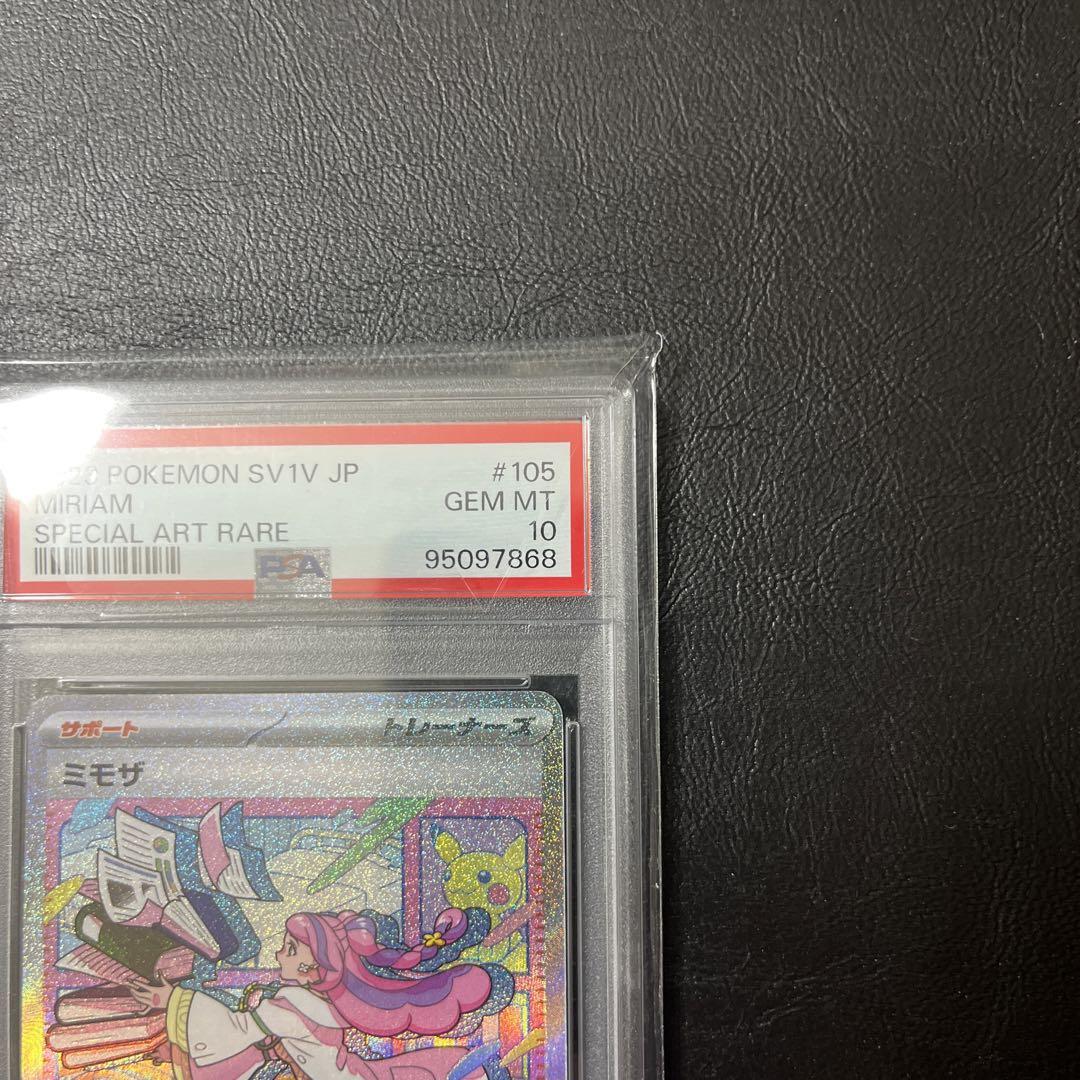 POKEMON SV1V JP #105
MIRIAM GEM MT
SPECIAL ART RARE 10
PSA 95097868
サポート トレーナーズ
ミモザ